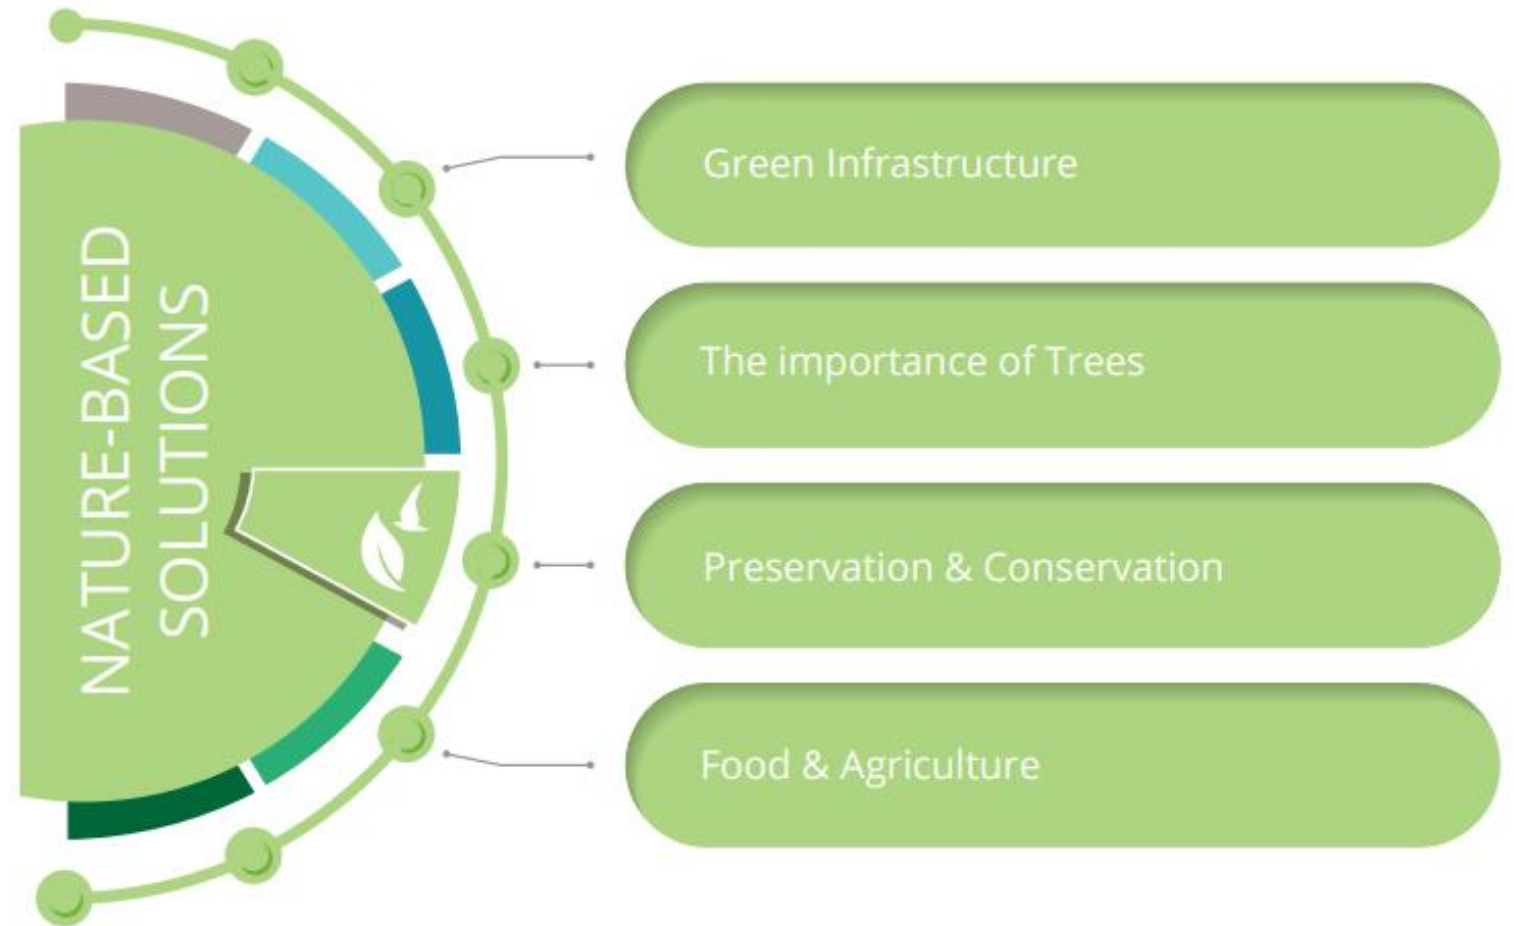 NATURE-BASED
SOLUTIONS
Green Infrastructure
The importance of Trees
Preservation & Conservation
Food & Agriculture